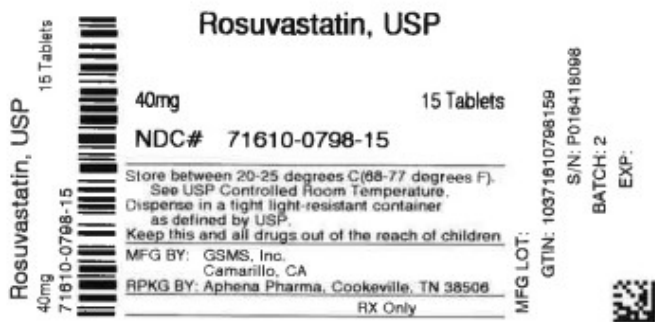 Rosuvastatin, USP
40mg 15 Tablets
NDC# 71610-0798-15
Store between 20-25 degrees C(68-77 degrees F).
See USP Controlled Room Temperature.
Dispense in a tight light-resistant container
as defined by USP.
Keep this and all drugs out of the reach of children
MFG BY: GSMS, Inc.
Camarillo, CA
RPKG BY: Aphena Pharma, Cookeville, TN 38506
RX Only
Rosuvastatin, USP
40mg 15 Tablets
71610-0798-15
MFG LOT:
GTIN: 10371610798159
S/N: P016418098
BATCH: 2
EXP: